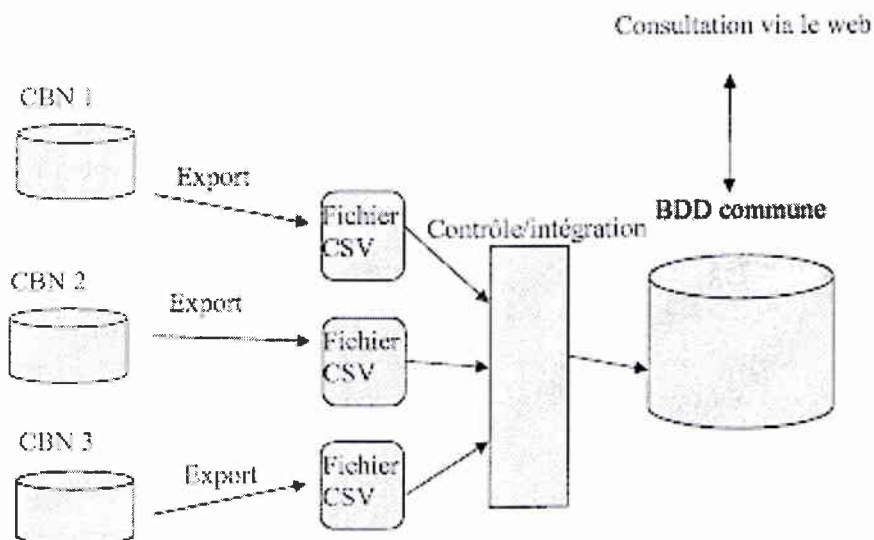 Consultation via le web
CBN 1
Export
Fichier
CSV
Contrôle/intégration
BDD commune
CBN 2
Export
Fichier
CSV
CBN 3
Export
Fichier
CSV